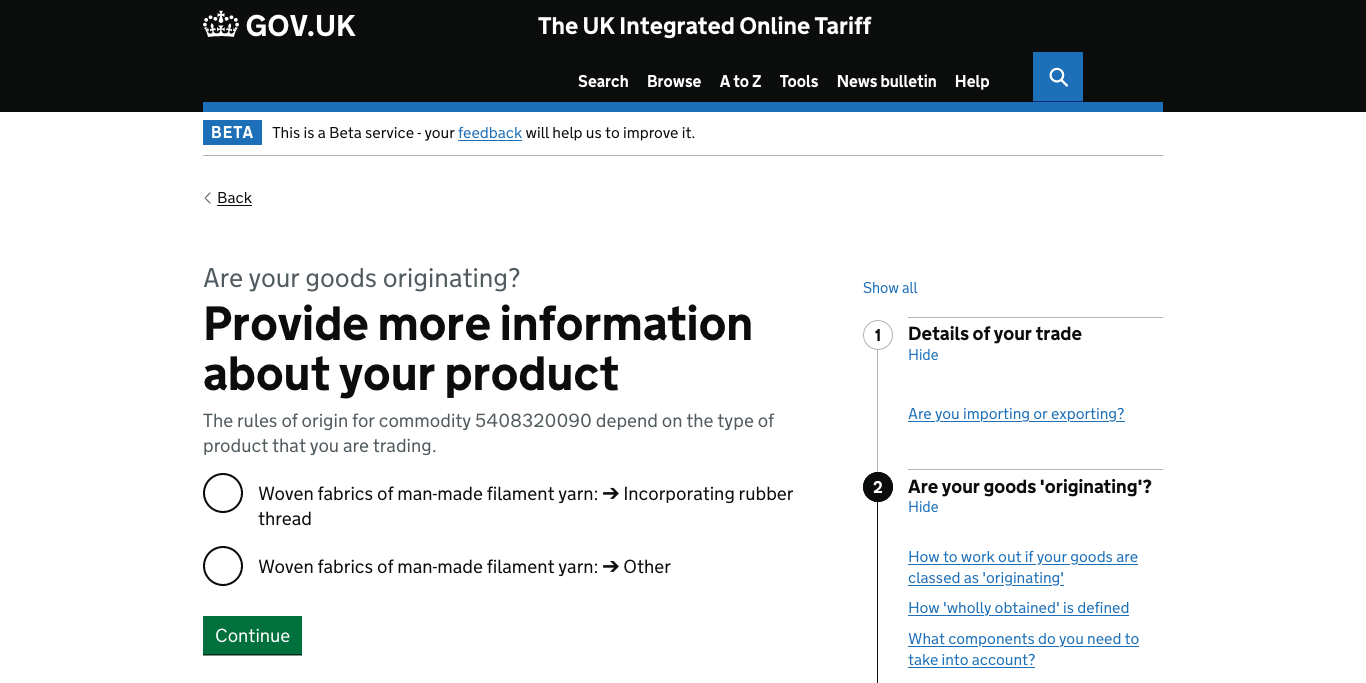 GOV.UK
The UK Integrated Online Tariff
Search Browse A to Z Tools News bulletin Help
BETA This is a Beta service - your feedback will help us to improve it.
Back
Are your goods originating?
Provide more information
about your product
The rules of origin for commodity 5408320090 depend on the type of
product that you are trading.
Woven fabrics of man-made filament yarn: ➔ Incorporating rubber
thread
Woven fabrics of man-made filament yarn: ➔ Other
Continue
Show all
1 Details of your trade
Hide
Are you importing or exporting?
2 Are your goods 'originating'?
Hide
How to work out if your goods are
classed as 'originating'
How 'wholly obtained' is defined
What components do you need to
take into account?